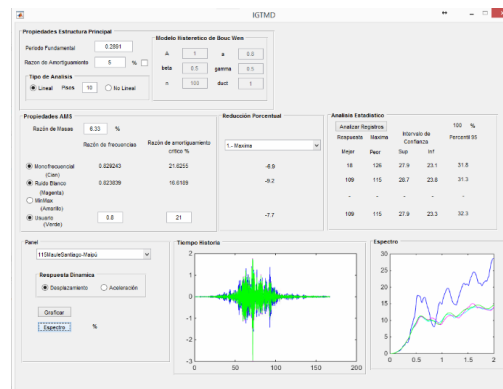 IGTMD
Propiedades Estructura Principal
Periodo Fundamental 0.2891
Razon de Amortiguamiento 5 %
Tipo de Analisis
Lineal Pisos 10 No Lineal
Modelo Histeretico de Bouc Wen
A 1 a 0.8
beta 0.5 gamma 0.5
n 100 duct 1
Propiedades AMS
Razón de Masas 6.33 %
Razón de frecuencias Razón de amortiguamiento
critico %
Monofrecuencial 0.829243 21.6255
(Cian)
Ruido Blanco 0.823839 16.6189
(Magenta)
MinMax
(Amarillo)
Usuario 0.8 21
(Verde)
Reducción Porcentual
1.- Maxima
-6.8
-9.2
-7.7
Analisis Estadistico
Analizar Registros 100 %
Respuesta Maxima Intervalo de Confianza Percentil 95
Mejor Peor Sup Inf
18 126 27.9 23.1 31.8
109 115 28.7 23.8 31.3
- - - - -
109 115 27.9 23.3 32.3
Panel
115MauleSantiago-Maipú
Respuesta Dinamica
Desplazamiento Aceleración
Graficar
Espectro %
Tiempo Historia
2
1
0
-1
-2
-3
0 50 100 150 200
Espectro
30
25
20
15
10
5
0
0 0.5 1 1.5 2